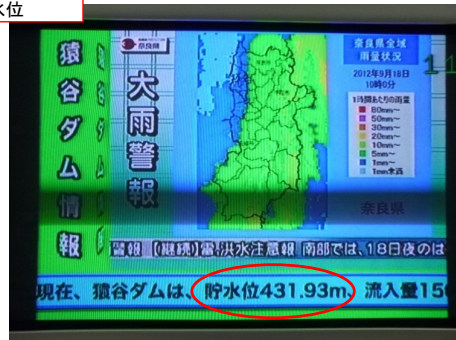 水位
猿谷ダム情報
奈良県
大雨警報
奈良県全域
雨量状況
2012年9月18日
10時0分
1時間あたりの雨量
80mm~
50mm~
30mm~
20mm~
10mm~
5mm~
1mm~
1mm未満
11
奈良県
警報 【(継続)雷,洪水注意報 南部では、18日夜のは
現在、猿谷ダムは、貯水位431.93m、流入量15